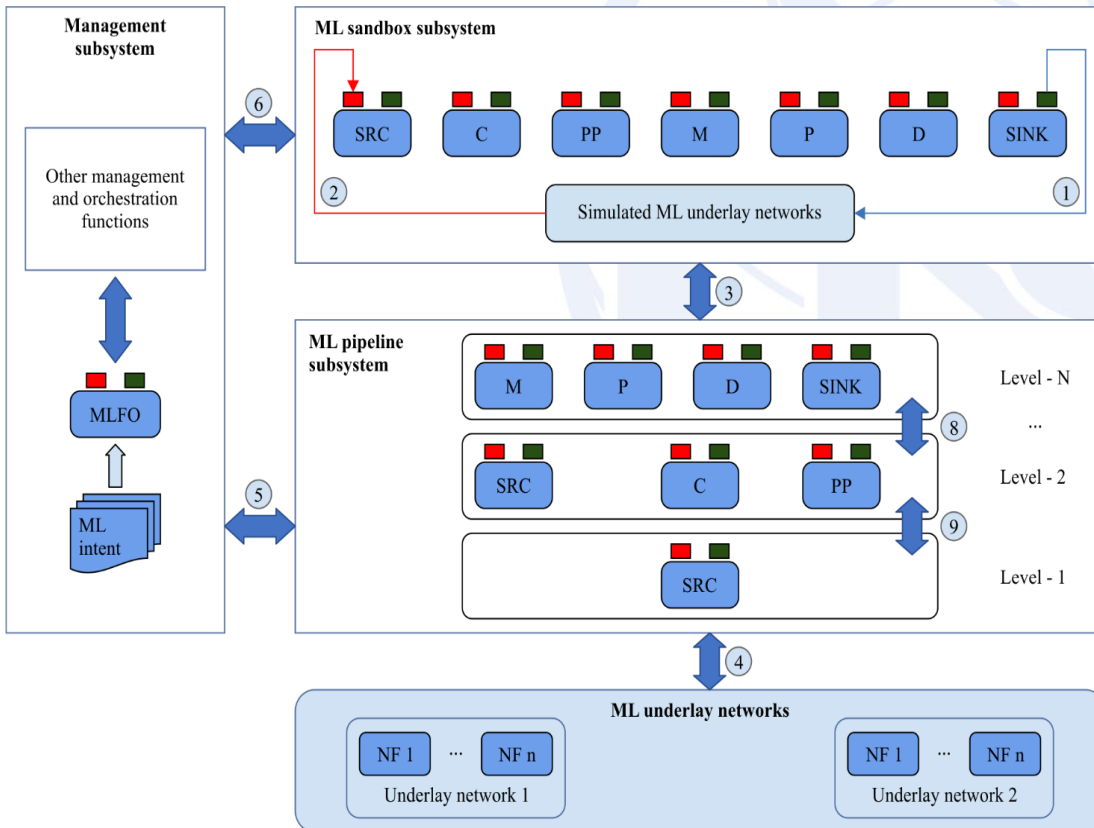 Management
subsystem
Other management
and orchestration
functions
MLFO
ML
intent
6
5
ML sandbox subsystem
SRC
C
PP
M
P
D
SINK
2
1
Simulated ML underlay networks
3
ML pipeline
subsystem
M
P
D
SINK
Level - N
8
...
SRC
C
PP
Level - 2
9
SRC
Level - 1
4
ML underlay networks
NF 1
...
NF n
Underlay network 1
NF 1
...
NF n
Underlay network 2